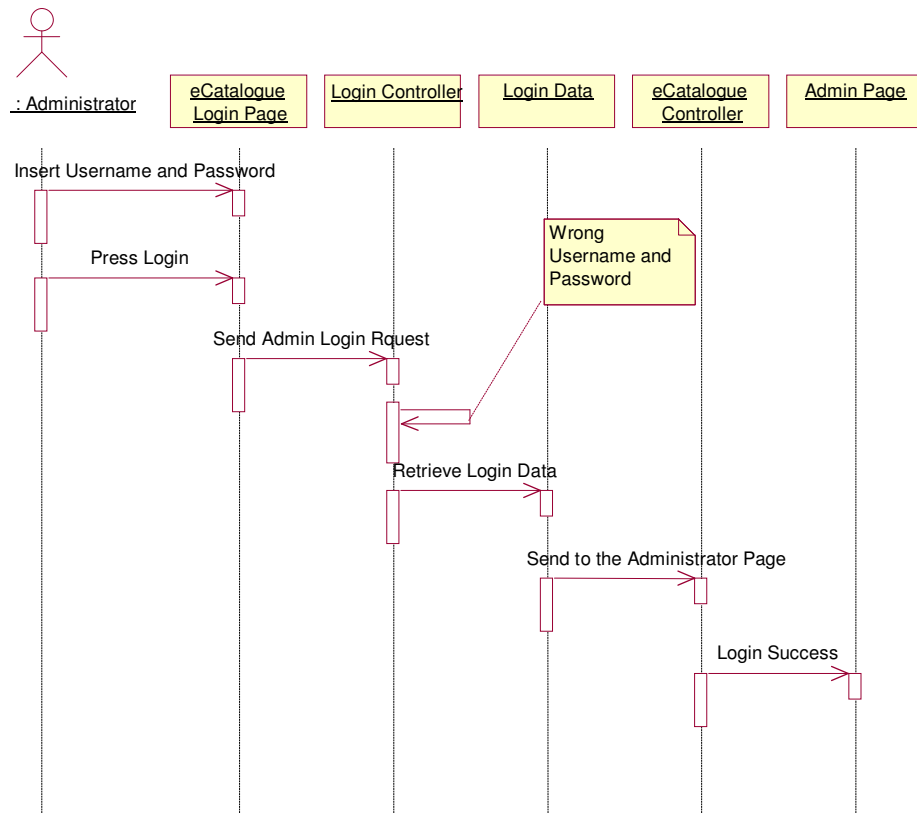 _ : Administrator
eCatalogue
Login Page
Login Controller
Login Data
eCatalogue
Controller
Admin Page
Insert Username and Password
Wrong
Username and
Password
Press Login
Send Admin Login Rquest
Retrieve Login Data
Send to the Administrator Page
Login Success